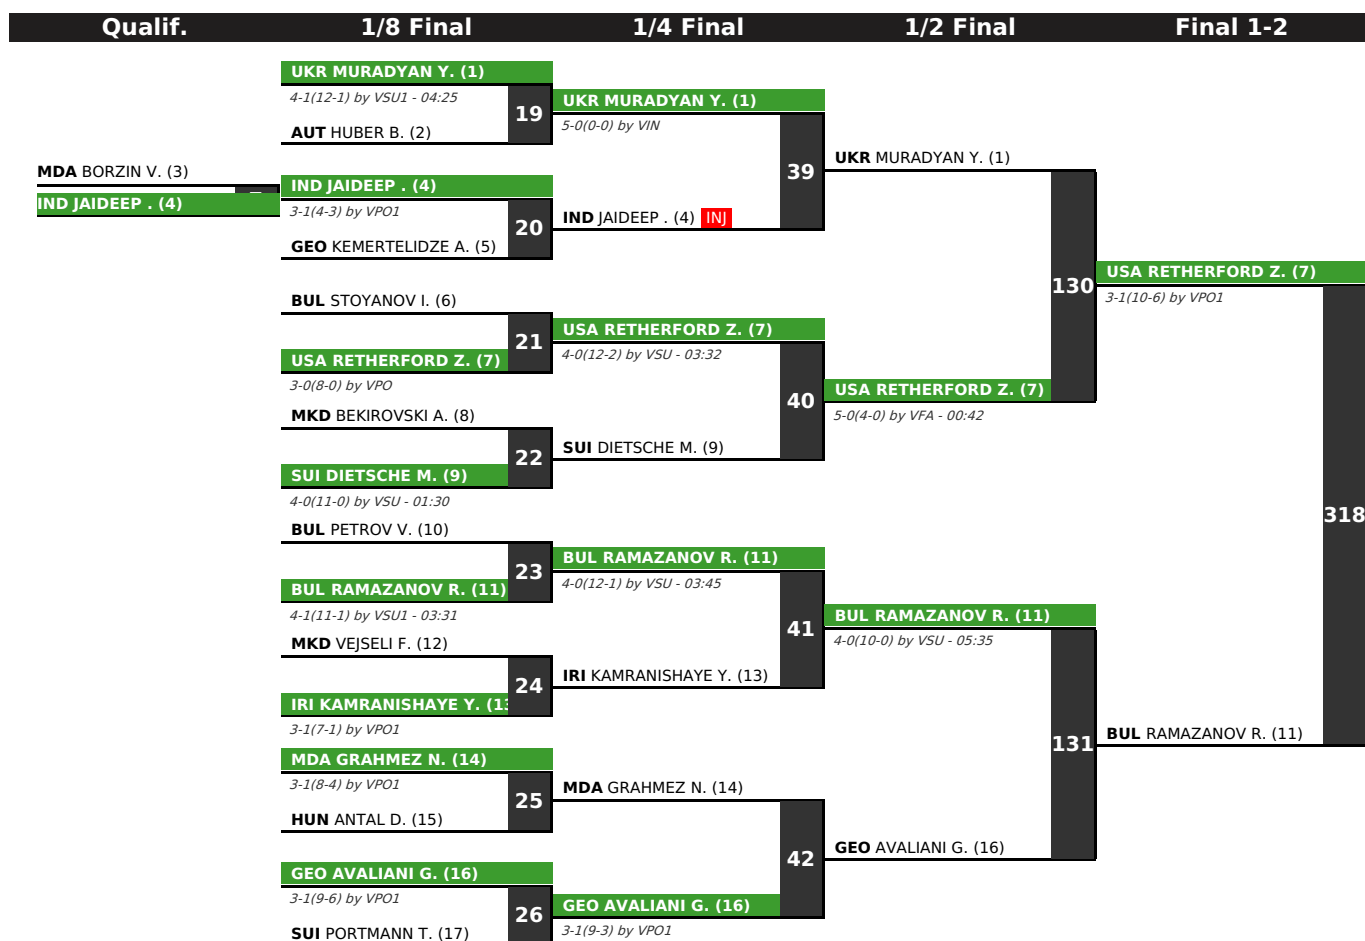 Qualif.
1/8 Final
1/4 Final
1/2 Final
Final 1-2
MDA BORZIN V. (3)
IND JAIDEEP . (4)
UKR MURADYAN Y. (1)
4-1(12-1) by VSU1 - 04:25
19
AUT HUBER B. (2)
IND JAIDEEP . (4)
3-1(4-3) by VPO1
20
GEO KEMERTELIDZE A. (5)
BUL STOYANOV I. (6)
21
USA RETHERFORD Z. (7)
3-0(8-0) by VPO
MKD BEKIROVSKI A. (8)
22
SUI DIETSCHE M. (9)
4-0(11-0) by VSU - 01:30
BUL PETROV V. (10)
23
BUL RAMAZANOV R. (11)
4-1(11-1) by VSU1 - 03:31
MKD VEJSELI F. (12)
24
IRI KAMRANISHAYE Y. (13
3-1(7-1) by VPO1
MDA GRAHMEZ N. (14)
3-1(8-4) by VPO1
25
HUN ANTAL D. (15)
GEO AVALIANI G. (16)
3-1(9-6) by VPO1
26
SUI PORTMANN T. (17)
UKR MURADYAN Y. (1)
5-0(0-0) by VIN
39
IND JAIDEEP . (4) INJ
USA RETHERFORD Z. (7)
4-0(12-2) by VSU - 03:32
40
SUI DIETSCHE M. (9)
BUL RAMAZANOV R. (11)
4-0(12-1) by VSU - 03:45
41
IRI KAMRANISHAYE Y. (13)
MDA GRAHMEZ N. (14)
42
GEO AVALIANI G. (16)
3-1(9-3) by VPO1
UKR MURADYAN Y. (1)
130
USA RETHERFORD Z. (7)
5-0(4-0) by VFA - 00:42
BUL RAMAZANOV R. (11)
4-0(10-0) by VSU - 05:35
131
GEO AVALIANI G. (16)
USA RETHERFORD Z. (7)
3-1(10-6) by VPO1
318
BUL RAMAZANOV R. (11)